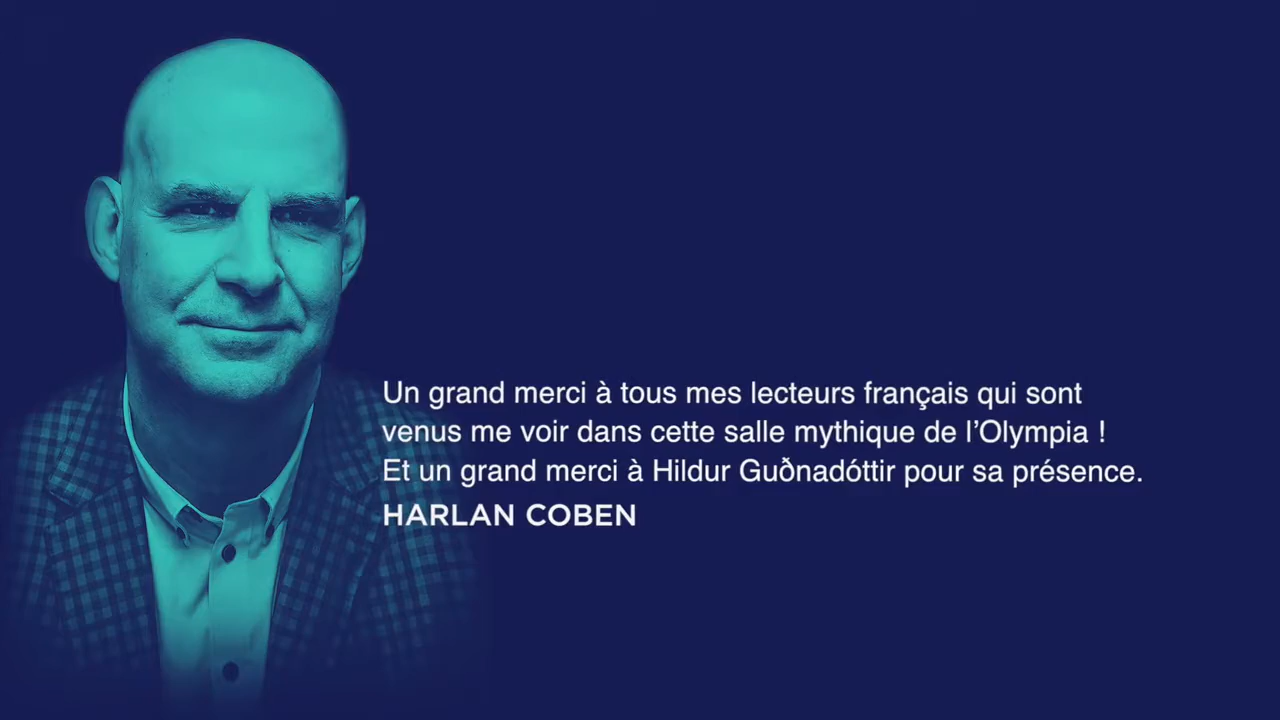 Un grand merci à tous mes lecteurs français qui sont
venus me voir dans cette salle mythique de l’Olympia !
Et un grand merci à Hildur Guðnadóttir pour sa présence.
HARLAN COBEN